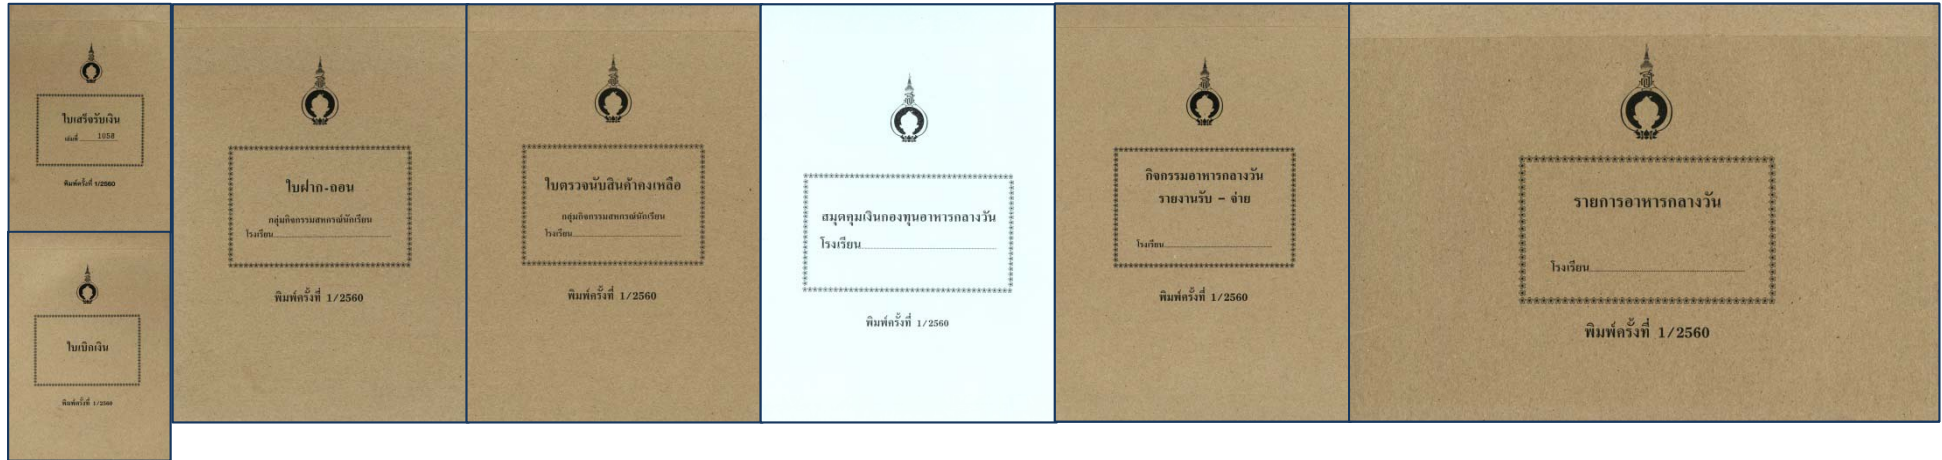 ใบเสร็จรับเงิน
เล่มที่ 1058
พิมพ์ครั้งที่ 1/2560
ใบเบิกเงิน
พิมพ์ครั้งที่ 1/2560
ใบฝาก-ถอน
กลุ่มกิจกรรมสหกรณ์นักเรียน
โรงเรียน
พิมพ์ครั้งที่ 1/2560
ใบตรวจนับสินค้าคงเหลือ
กลุ่มกิจกรรมสหกรณ์นักเรียน
โรงเรียน
พิมพ์ครั้งที่ 1/2560
สมุดคุมเงินกองทุนอาหารกลางวัน
โรงเรียน
พิมพ์ครั้งที่ 1/2560
กิจกรรมอาหารกลางวัน
รายงานรับ - จ่าย
โรงเรียน
พิมพ์ครั้งที่ 1/2560
รายการอาหารกลางวัน
โรงเรียน
พิมพ์ครั้งที่ 1/2560